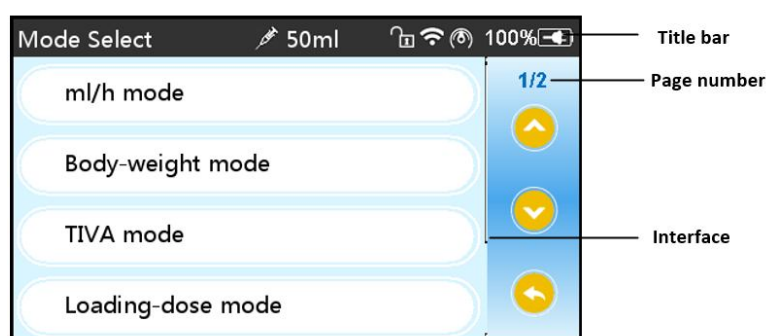 Mode Select 50ml 100% Title bar
1/2 Page number
ml/h mode
Body-weight mode
TIVA mode Interface
Loading-dose mode